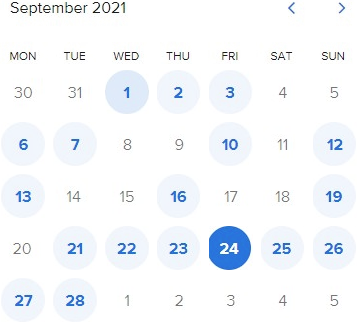 September 2021
MON TUE WED THU FRI SAT SUN
30 31 1 2 3 4 5
6 7 8 9 10 11 12
13 14 15 16 17 18 19
20 21 22 23 24 25 26
27 28 1 2 3 4 5